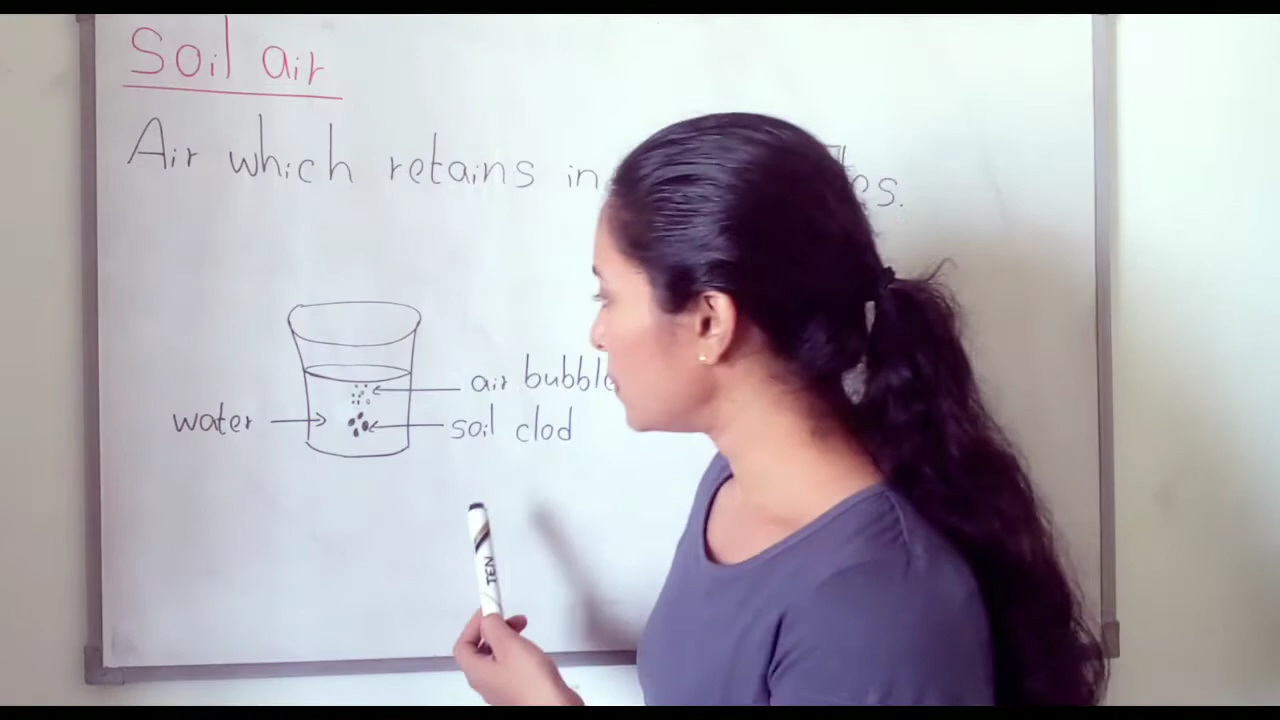 Soil air
Air which retains in
air bubble
water
soil clod
TEN